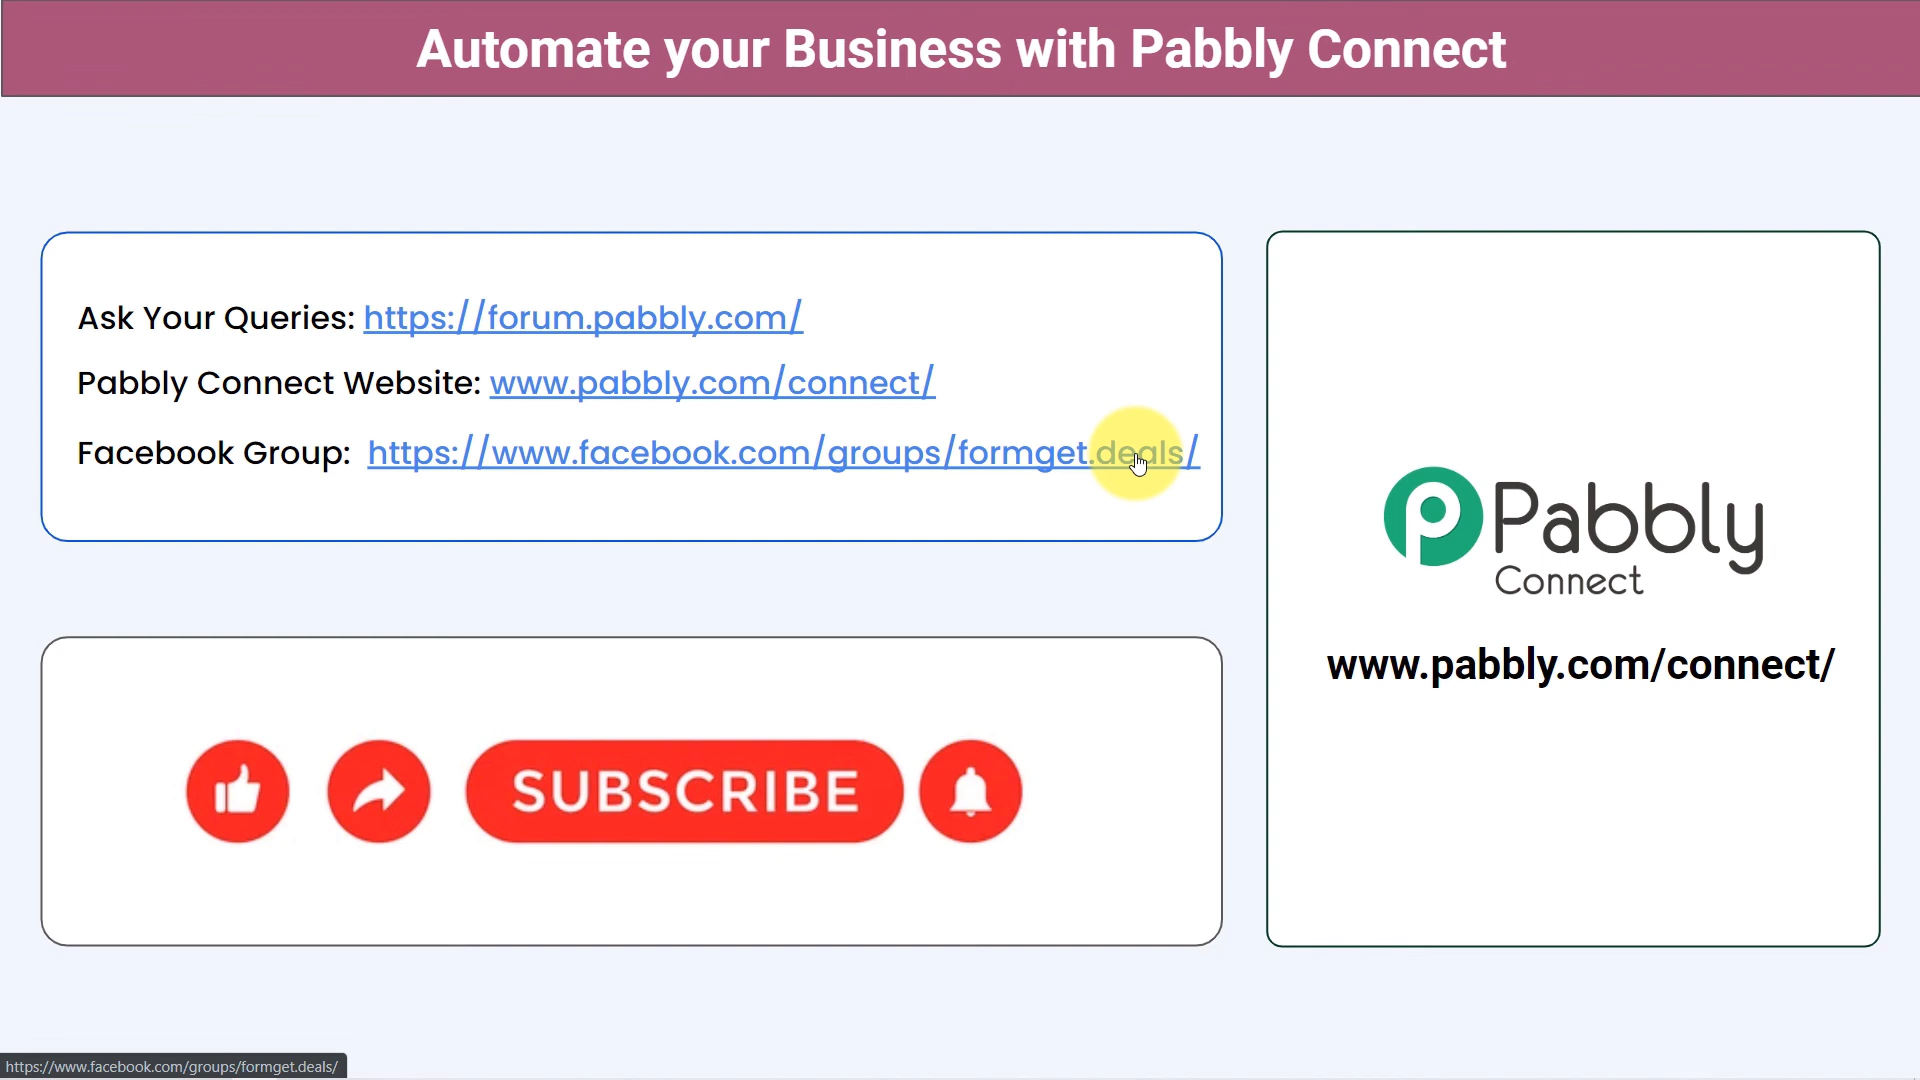 Automate your Business with Pabbly Connect
Ask Your Queries: https://forum.pabbly.com/
Pabbly Connect Website: www.pabbly.com/connect/
Facebook Group: https://www.facebook.com/groups/formget.deals/
Pabbly
Connect
www.pabbly.com/connect/
SUBSCRIBE
https://www.facebook.com/groups/formget.deals/